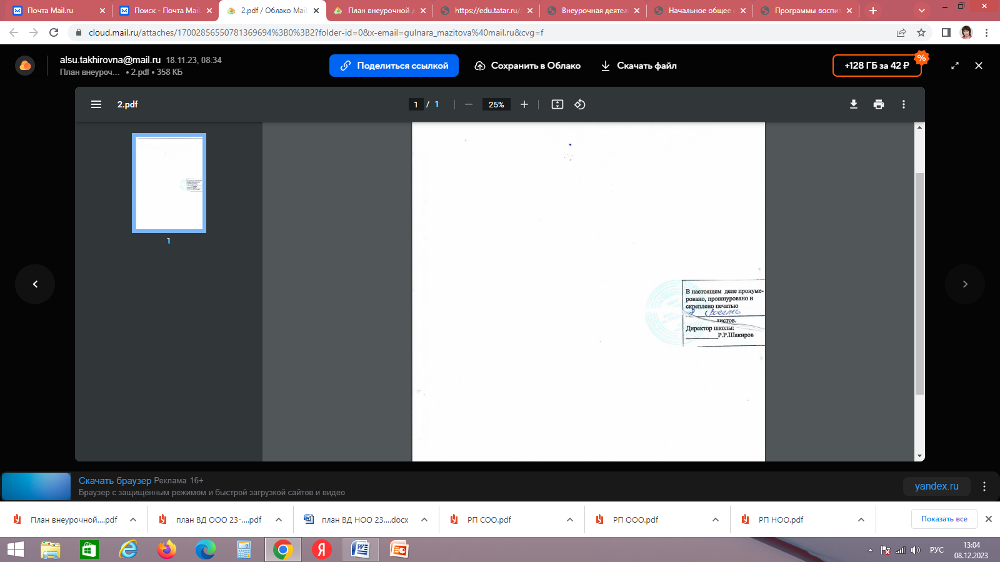 Почта Mail.ru
Поиск - Почта Mail.
2.pdf / Облако Mail
План внеурочной д
https://edu.tatar.ru/
Внеурочная деятел
Начальное общее
Программы воспит
cloud.mail.ru/attaches/17002856550781369694%3B0%3B2?folder-id=0&x-email=gulnara_mazitova%40mail.ru&cvg=f
alsu.takhirovna@mail.ru 18.11.23, 08:34
План внеуроч... • 2.pdf • 358 КБ
Поделиться ссылкой
Сохранить в Облако
Скачать файл
+128 ГБ за 42 ₽
%
2.pdf
1 / 1
25%
1
В настоящем деле пронуме-
ровано, прошнуровано и
скреплено печатью
листов.
Директор школы:
Р.Р.Шакиров
Скачать браузер Реклама 16+
Браузер с защищённым режимом и быстрой загрузкой сайтов и видео
yandex.ru
План внеурочной....pdf
план ВД ООО 23-....pdf
план ВД НОО 23....docx
РП СОО.pdf
РП ООО.pdf
РП НОО.pdf
Показать все
РУС
13:04
08.12.2023